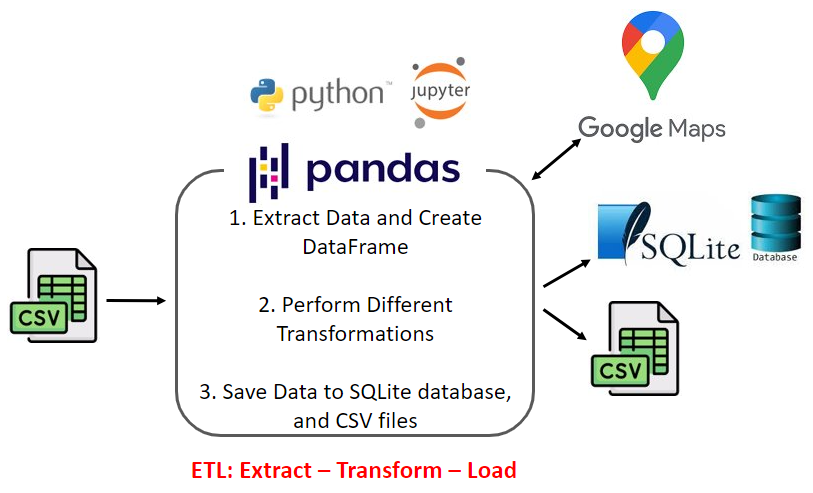 python™
jupyter
Google Maps
pandas
1. Extract Data and Create
DataFrame
SQLite
Database
CSV
2. Perform Different
Transformations
CSV
3. Save Data to SQLite database,
and CSV files
ETL: Extract – Transform – Load